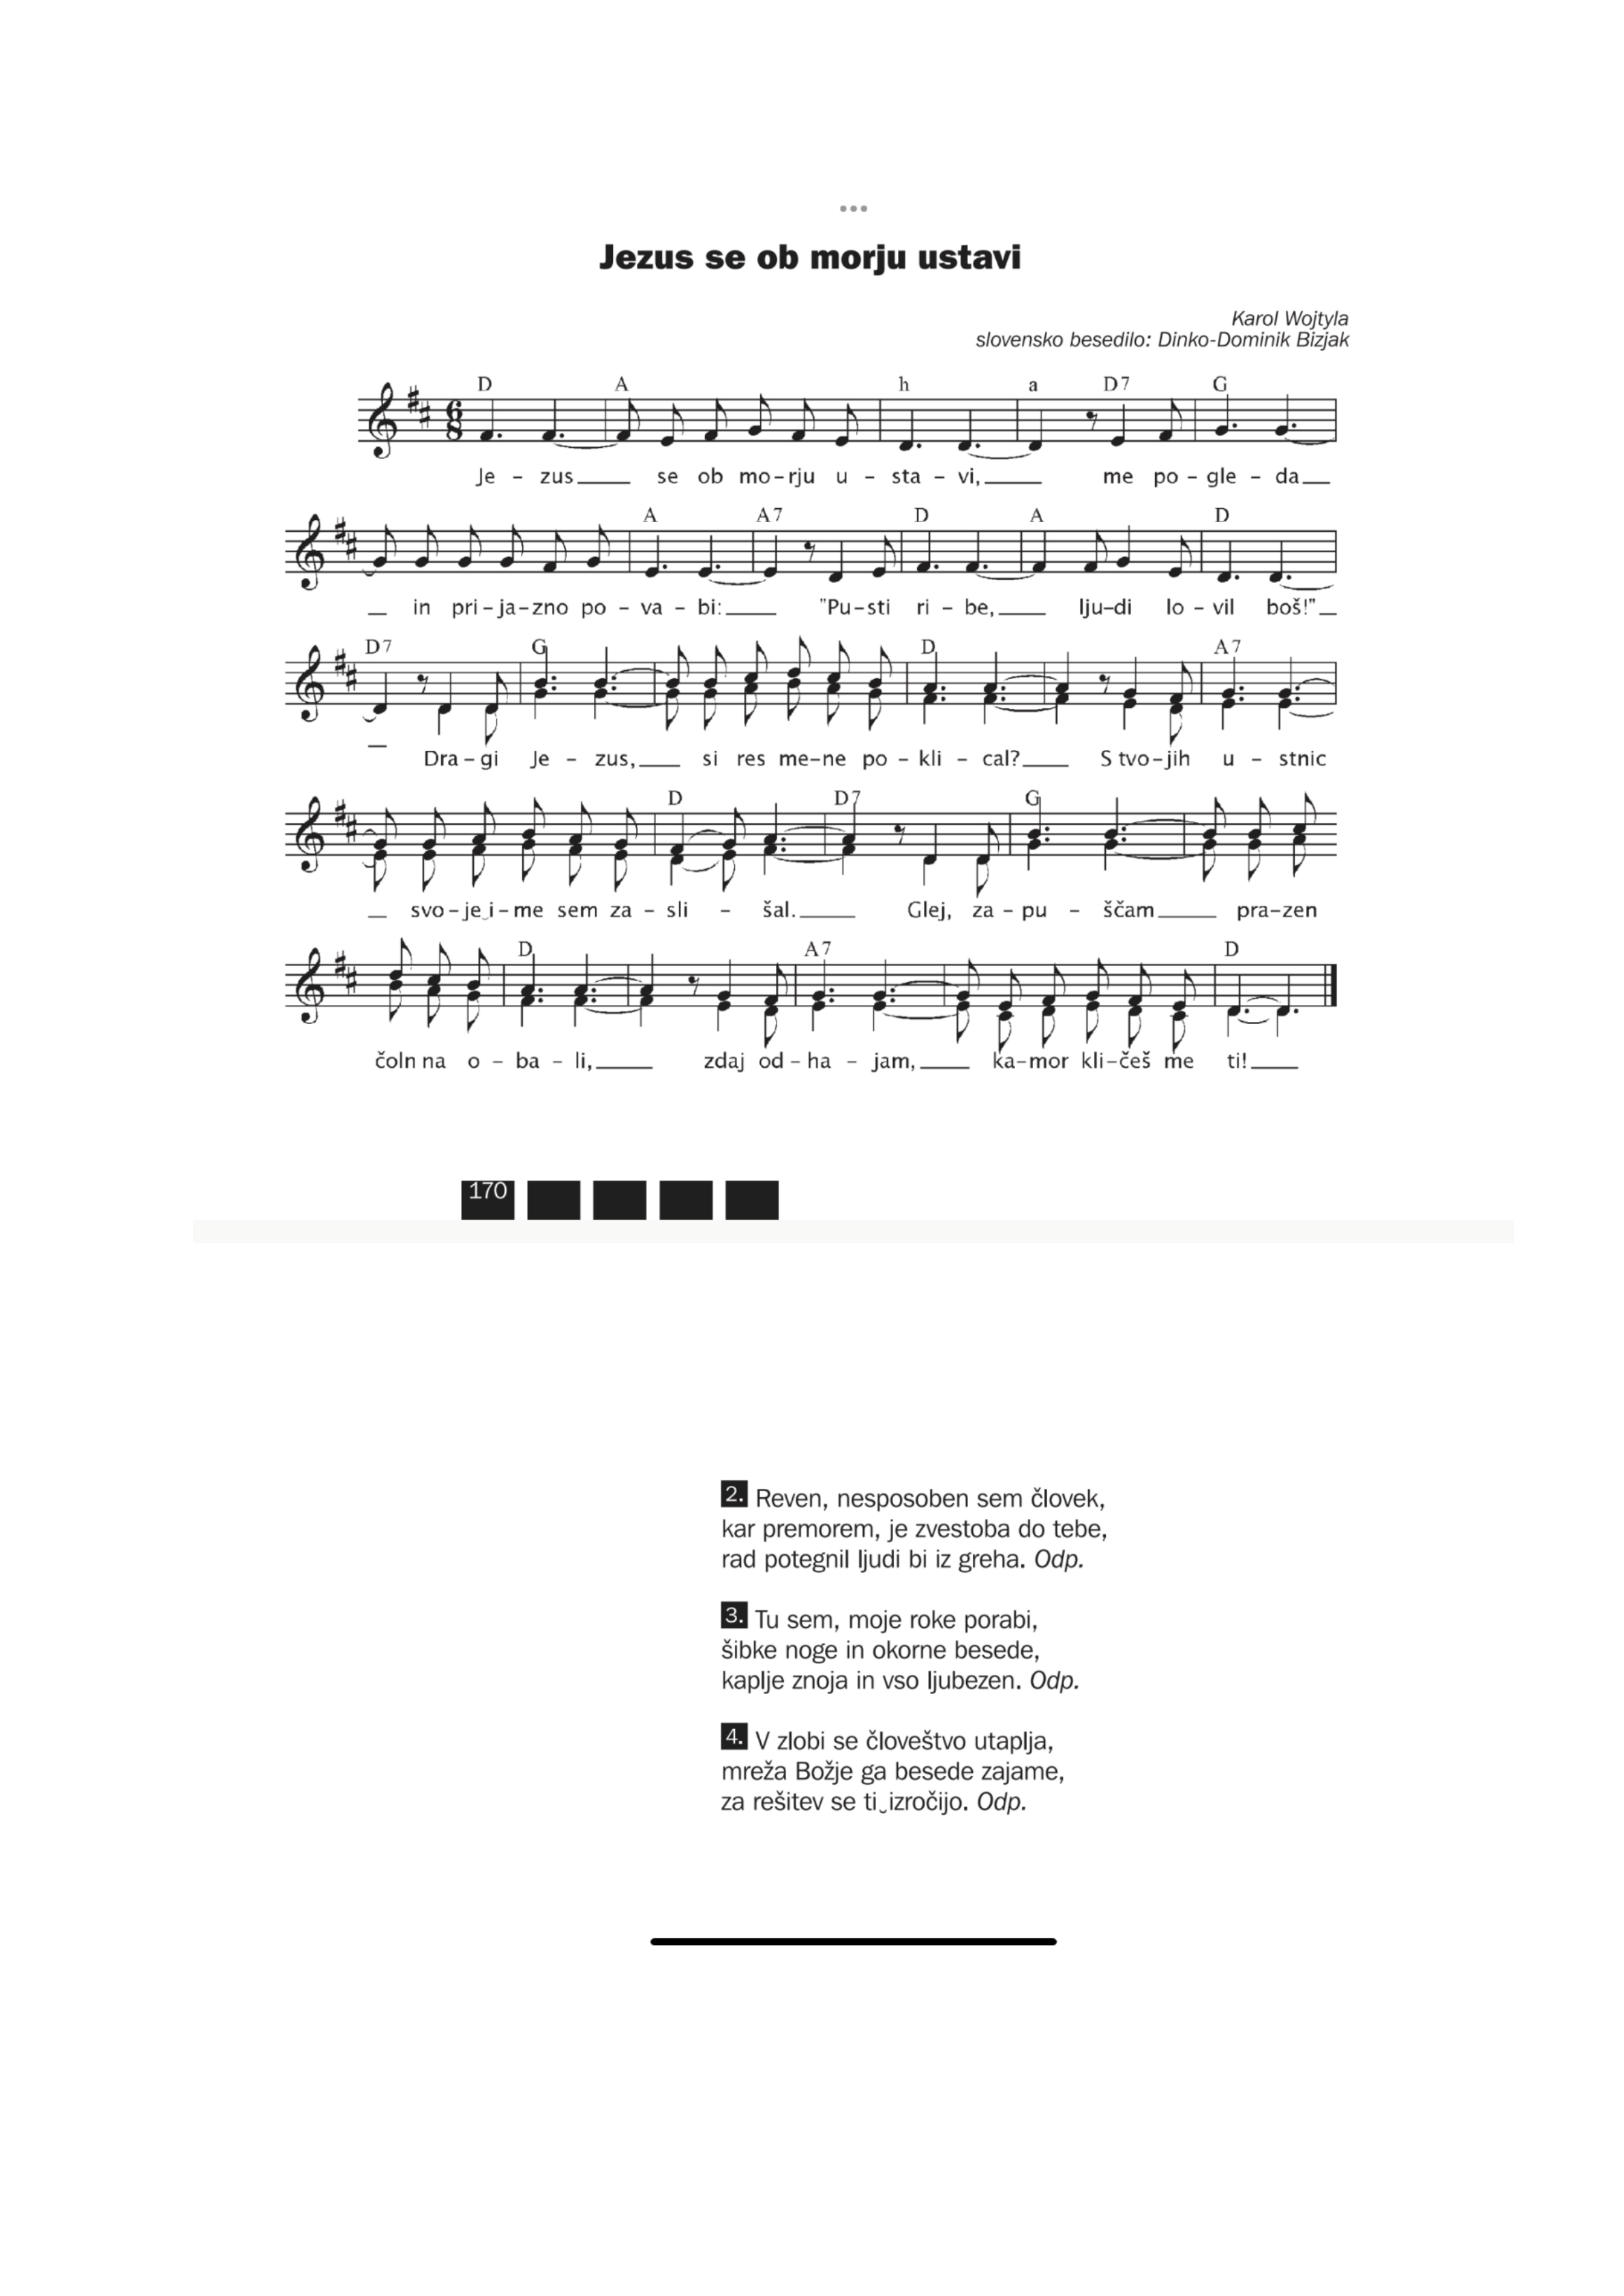 Jezus se ob morju ustavi
Karol Wojtyla
slovensko besedilo: Dinko-Dominik Bizjak
D A h a D7 G
Je - zus___ se ob mo-rju u - sta - vi,___ me po - gle - da___
A A7 D A D
___ in pri-ja-zno po - va - bi:___ "Pu-sti ri - be,___ lju-di lo - vil boš!"___
D7 G D A7
___ Dra-gi Je - zus,___ si res me-ne po - kli - cal?___ S tvo-jih u - stnic
D D7 G
___ svo-je‿i-me sem za - sli - šal.___ Glej, za - pu - ščam___ pra-zen
D A7 D
čoln na o - ba - li,___ zdaj od - ha - jam,___ ka-mor kli-češ me ti!___
170
2. Reven, nesposoben sem človek,
kar premorem, je zvestoba do tebe,
rad potegnil ljudi bi iz greha. Odp.
3. Tu sem, moje roke porabi,
šibke noge in okorne besede,
kaplje znoja in vso ljubezen. Odp.
4. V zlobi se človeštvo utaplja,
mreža Božje ga besede zajame,
za rešitev se ti‿izročijo. Odp.